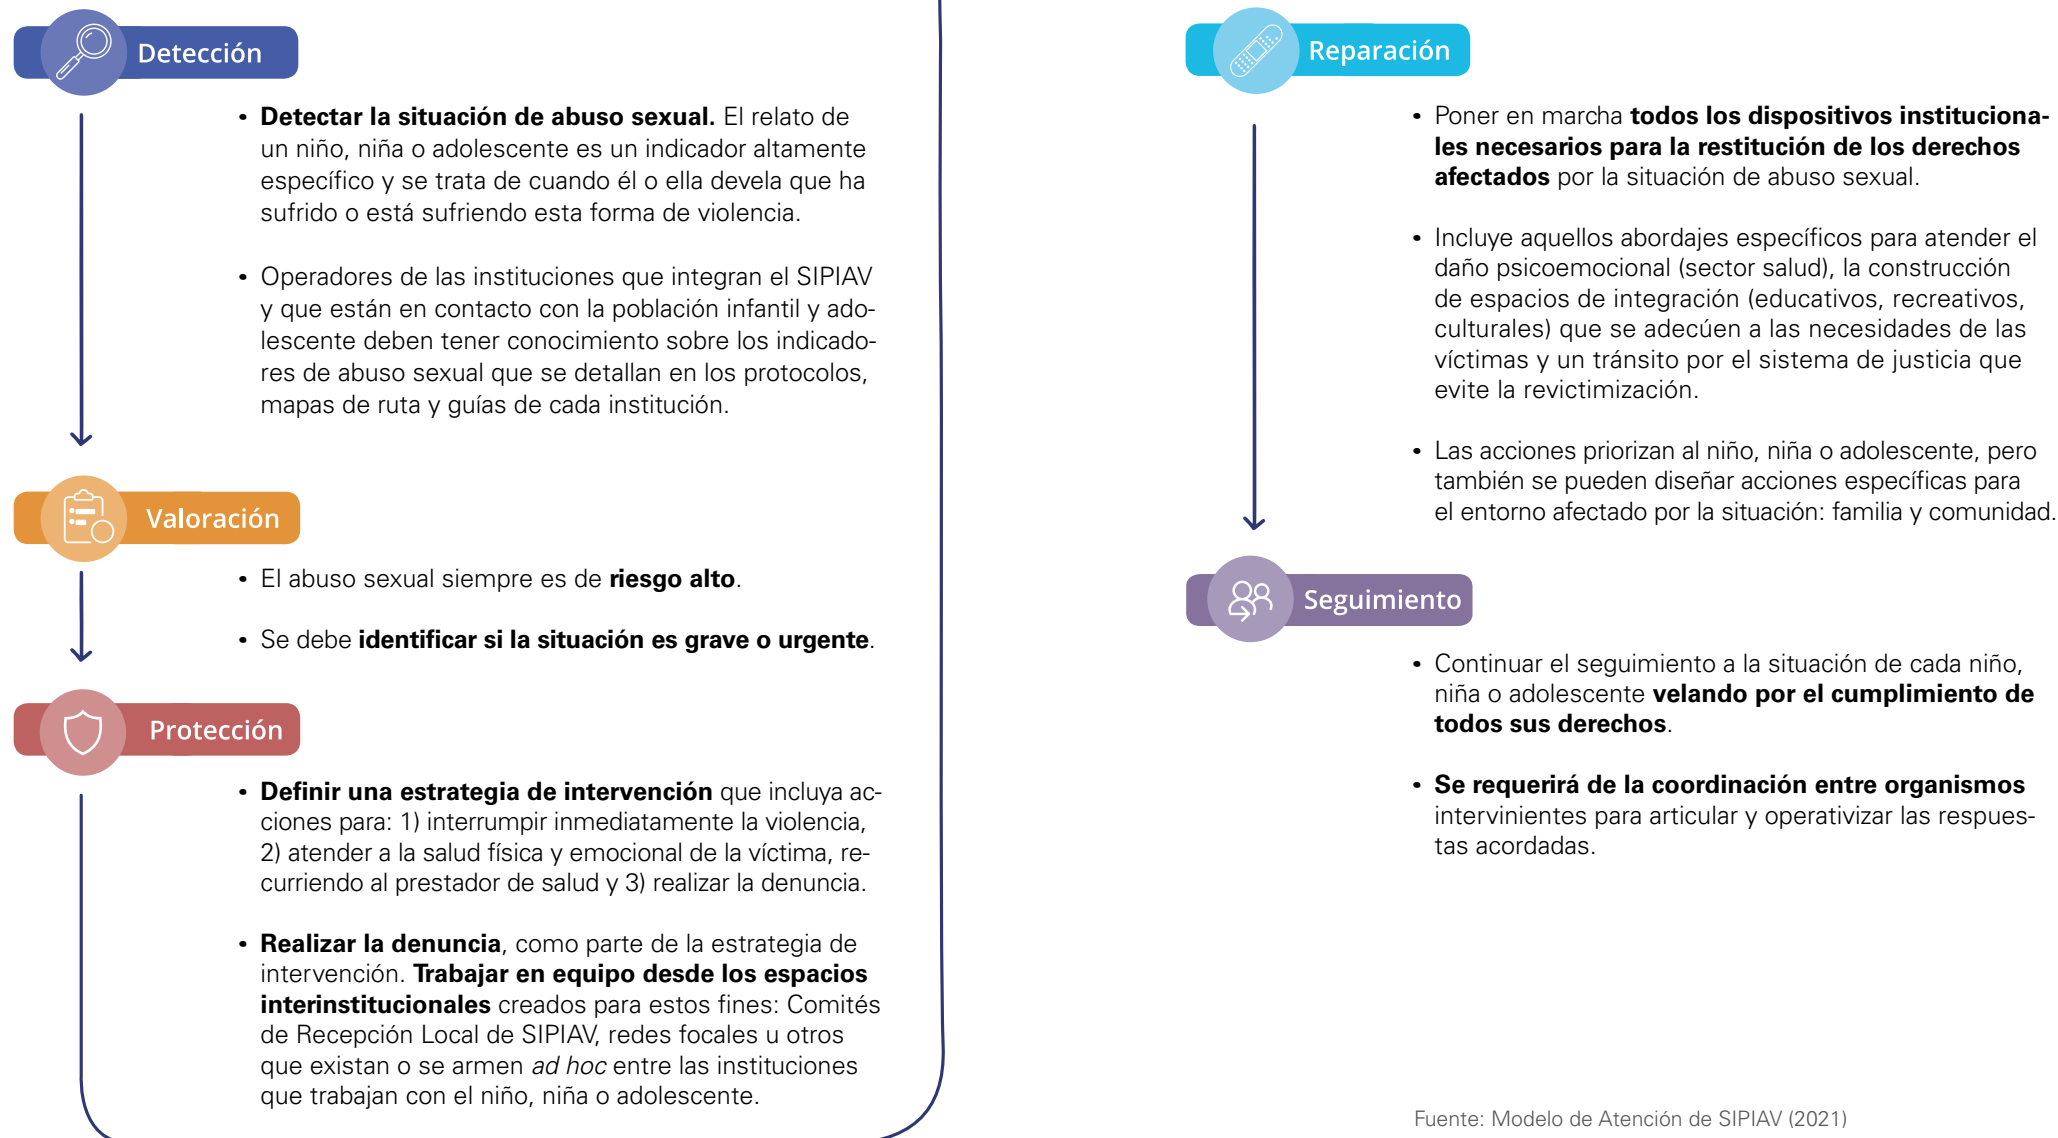 Detección
• Detectar la situación de abuso sexual. El relato de
un niño, niña o adolescente es un indicador altamente
específico y se trata de cuando él o ella devela que ha
sufrido o está sufriendo esta forma de violencia.
• Operadores de las instituciones que integran el SIPIAV
y que están en contacto con la población infantil y ado-
lescente deben tener conocimiento sobre los indicado-
res de abuso sexual que se detallan en los protocolos,
mapas de ruta y guías de cada institución.
Valoración
• El abuso sexual siempre es de riesgo alto.
• Se debe identificar si la situación es grave o urgente.
Protección
• Definir una estrategia de intervención que incluya ac-
ciones para: 1) interrumpir inmediatamente la violencia,
2) atender a la salud física y emocional de la víctima, re-
curriendo al prestador de salud y 3) realizar la denuncia.
• Realizar la denuncia, como parte de la estrategia de
intervención. Trabajar en equipo desde los espacios
interinstitucionales creados para estos fines: Comités
de Recepción Local de SIPIAV, redes focales u otros
que existan o se armen ad hoc entre las instituciones
que trabajan con el niño, niña o adolescente.
Reparación
• Poner en marcha todos los dispositivos instituciona-
les necesarios para la restitución de los derechos
afectados por la situación de abuso sexual.
• Incluye aquellos abordajes específicos para atender el
daño psicoemocional (sector salud), la construcción
de espacios de integración (educativos, recreativos,
culturales) que se adecúen a las necesidades de las
víctimas y un tránsito por el sistema de justicia que
evite la revictimización.
• Las acciones priorizan al niño, niña o adolescente, pero
también se pueden diseñar acciones específicas para
el entorno afectado por la situación: familia y comunidad.
Seguimiento
• Continuar el seguimiento a la situación de cada niño,
niña o adolescente velando por el cumplimiento de
todos sus derechos.
• Se requerirá de la coordinación entre organismos
intervinientes para articular y operativizar las respues-
tas acordadas.
Fuente: Modelo de Atención de SIPIAV (2021)